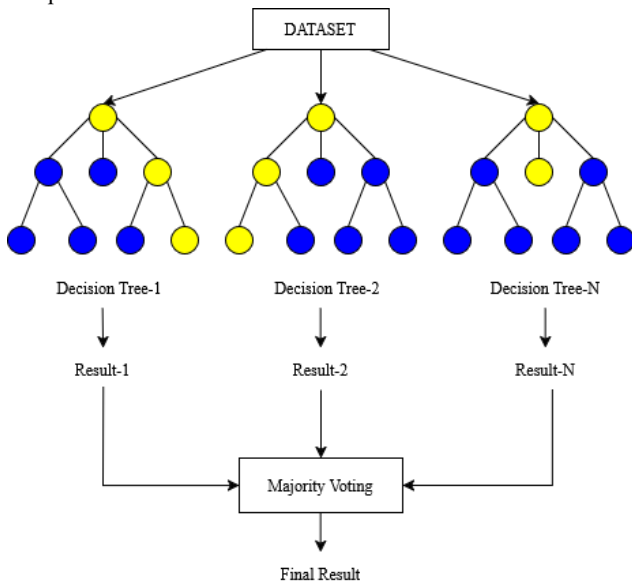 DATASET
Decision Tree-1
Decision Tree-2
Decision Tree-N
Result-1
Result-2
Result-N
Majority Voting
Final Result